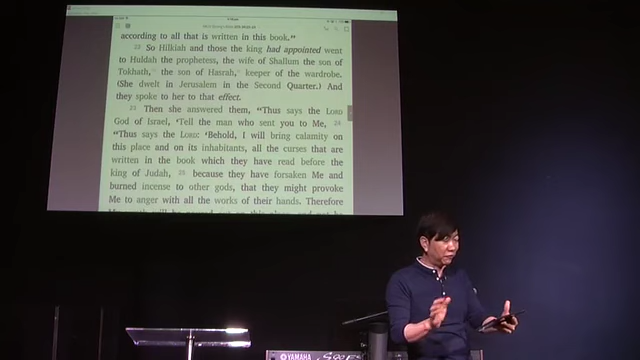 according to all that is written in this book."
22 So Hilkiah and those the king had appointed went
to Huldah the prophetess, the wife of Shallum the son of
Tokhath, the son of Hasrah, keeper of the wardrobe.
(She dwelt in Jerusalem in the Second Quarter.) And
they spoke to her to that effect.
23 Then she answered them, "Thus says the LORD
God of Israel, 'Tell the man who sent you to Me, 24
"Thus says the LORD: 'Behold, I will bring calamity on
this place and on its inhabitants, all the curses that are
written in the book which they have read before the
king of Judah, 25 because they have forsaken Me and
burned incense to other gods, that they might provoke
Me to anger with all the works of their hands. Therefore
YAMAHA